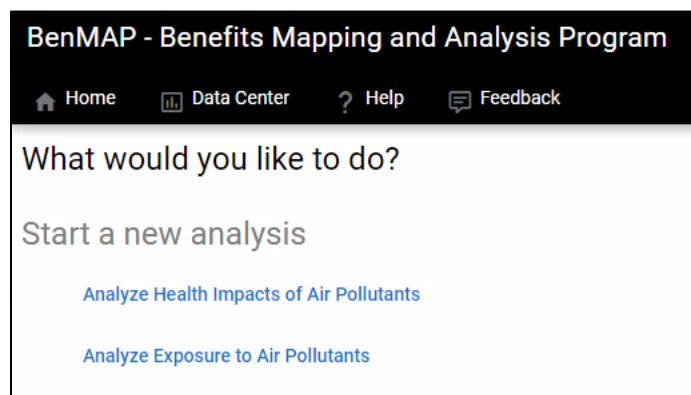 BenMAP - Benefits Mapping and Analysis Program
Home Data Center ? Help Feedback
What would you like to do?
Start a new analysis
Analyze Health Impacts of Air Pollutants
Analyze Exposure to Air Pollutants